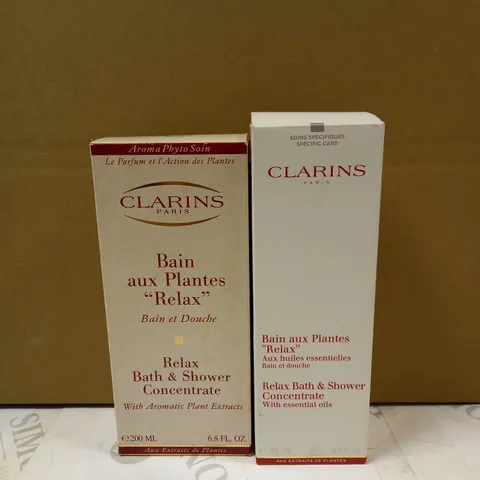 Aroma Phyto Soin
Le Parfum et l'Action des Plantes
CLARINS
PARIS
Bain
aux Plantes
“Relax”
Bain et Douche
Relax
Bath & Shower
Concentrate
With Aromatic Plant Extracts
e 200 ML 6.8 FL. OZ.
Aux Extraits de Plantes
SOINS SPÉCIFIQUES
SPECIFIC CARE
CLARINS
PARIS
Bain aux Plantes
"Relax"
Aux huiles essentielles
Bain et douche
Relax Bath & Shower
Concentrate
With essential oils
AUX EXTRAITS DE PLANTES